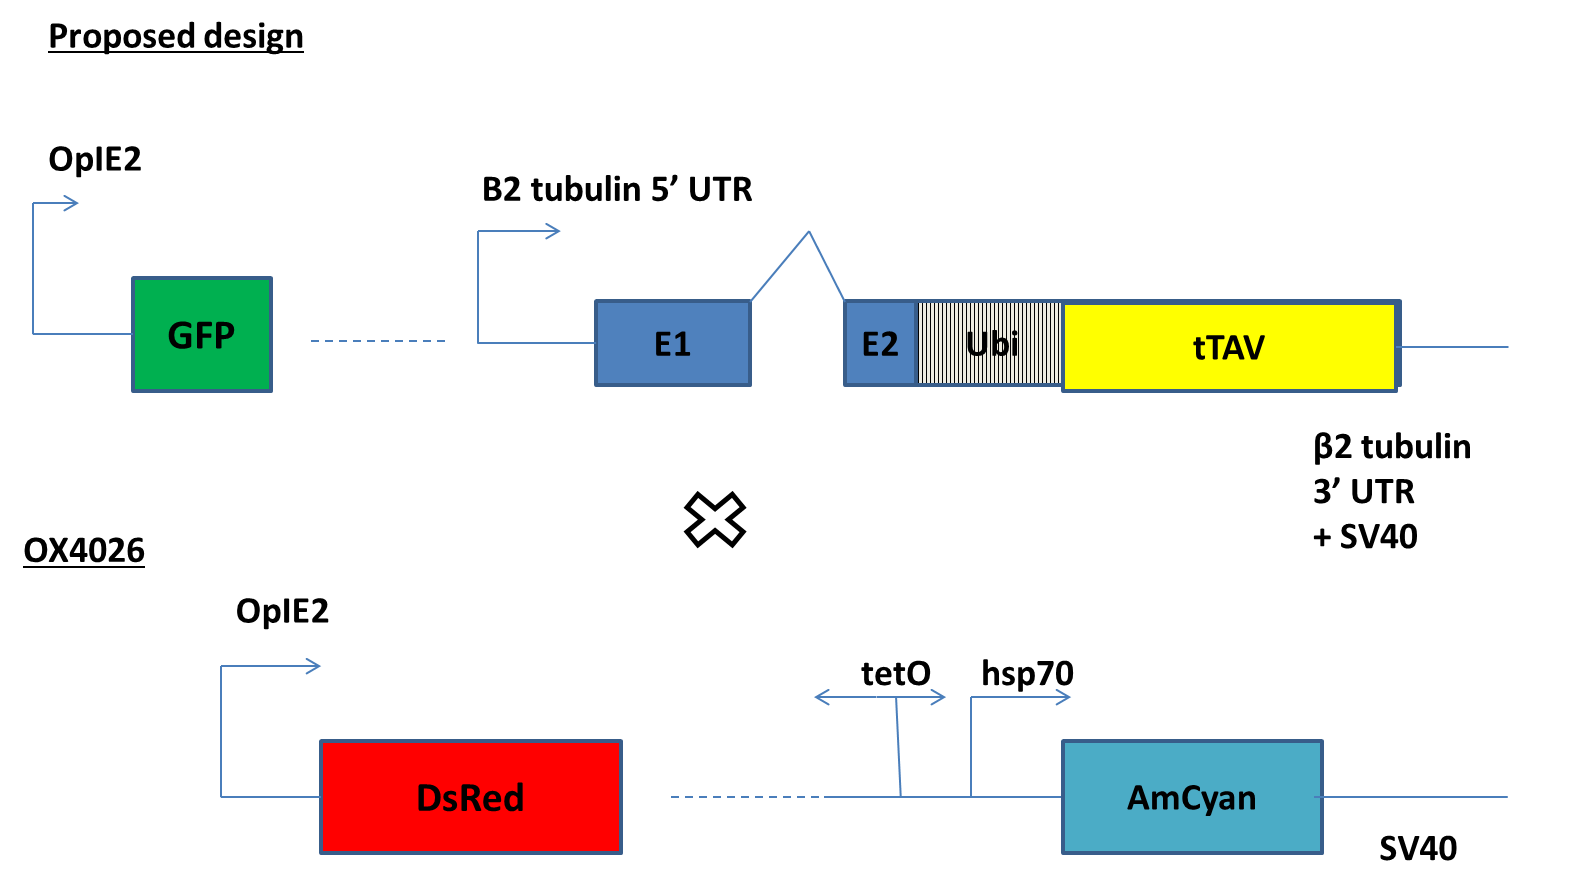 Proposed design
OpIE2
B2 tubulin 5’ UTR
GFP
E1
E2
Ubi
tTAV
β2 tubulin
3’ UTR
+ SV40
OX4026
OpIE2
tetO
hsp70
DsRed
AmCyan
SV40